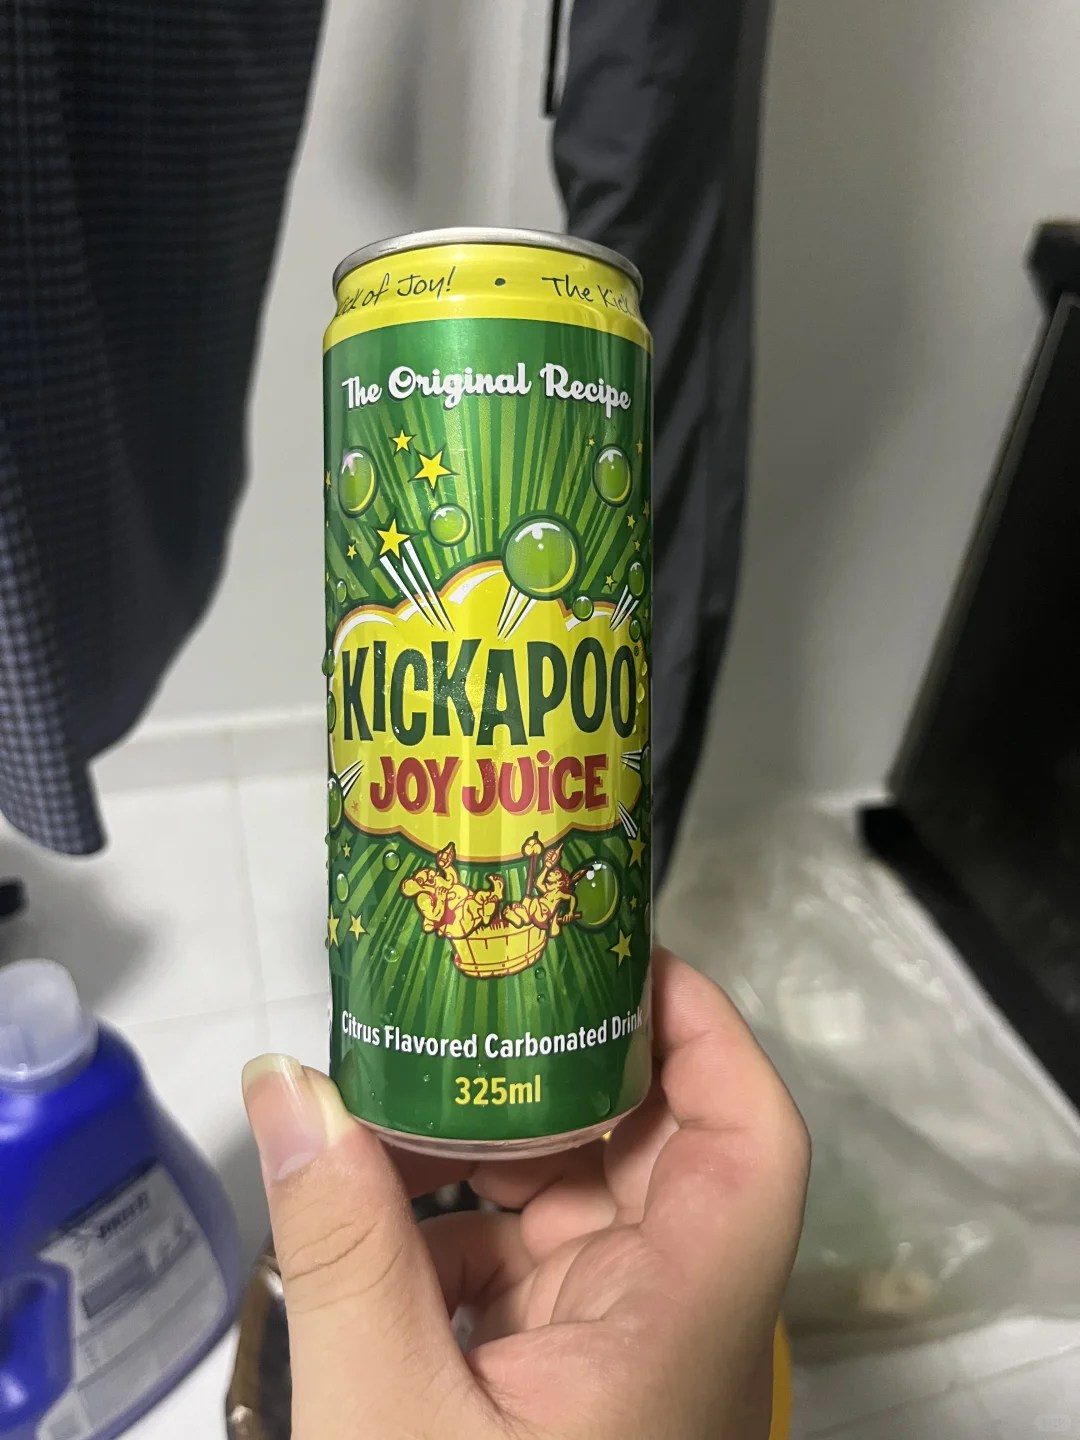 of Joy! • The Kick
The Original Recipe
KICKAPOO®
JOY JUiCE
Citrus Flavored Carbonated Drink
325ml